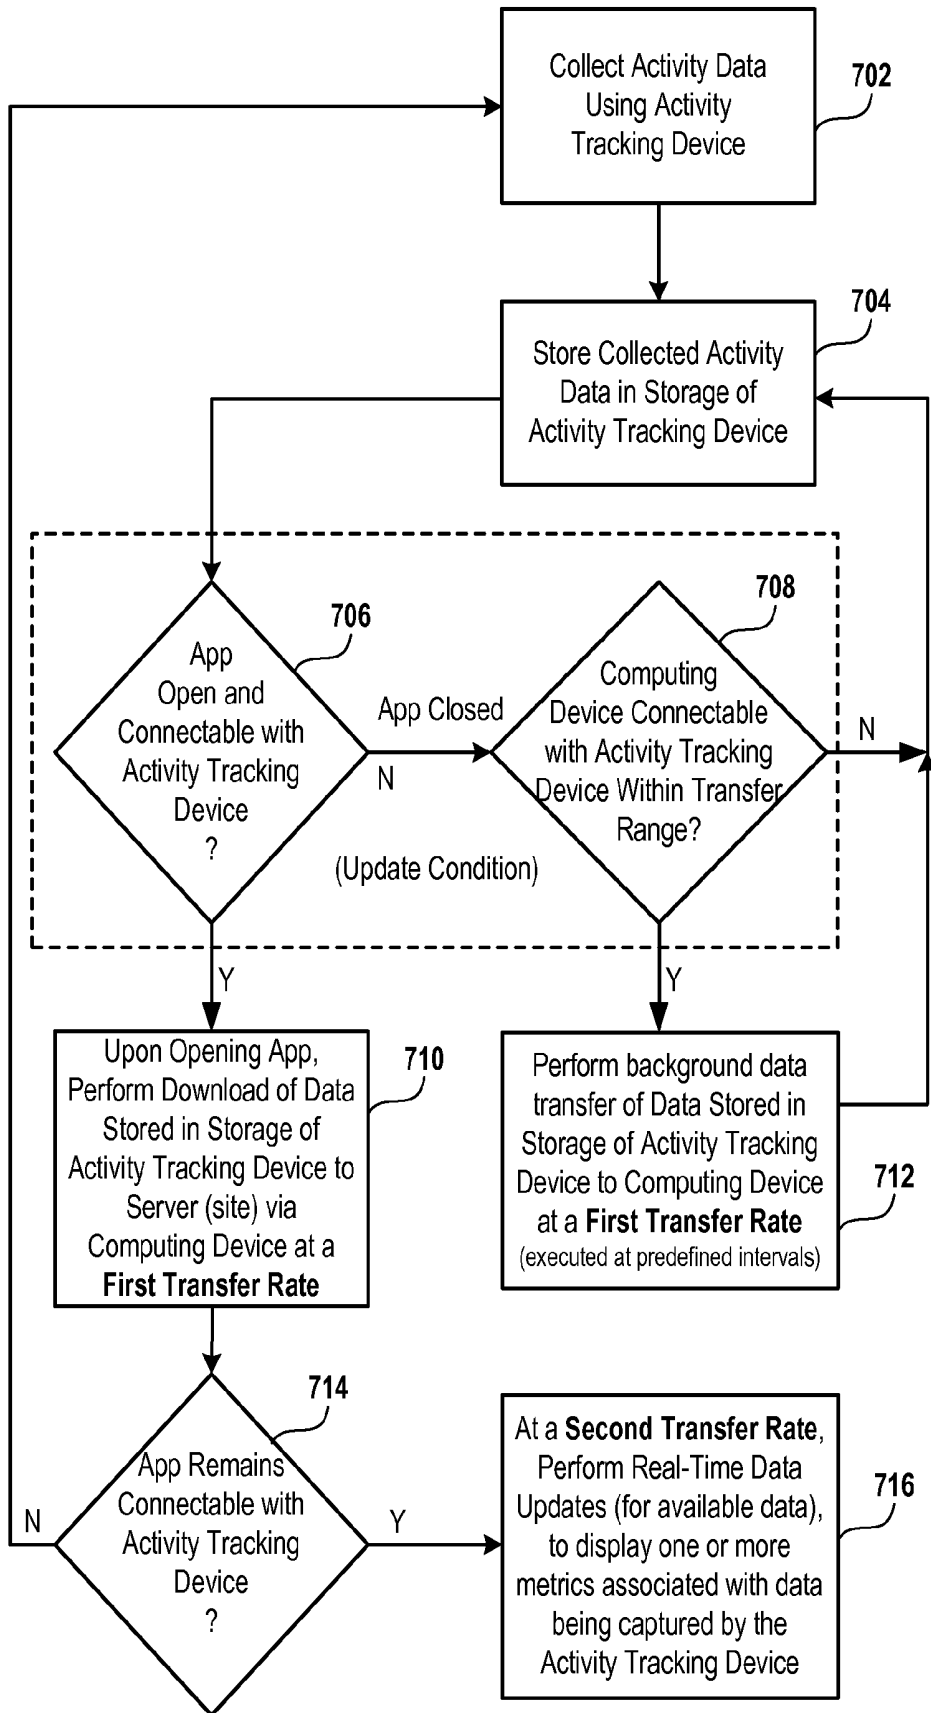 Collect Activity Data
Using Activity
Tracking Device
702
Store Collected Activity
Data in Storage of
Activity Tracking Device
704
App
Open and
Connectable with
Activity Tracking
Device
?
706
App Closed
N
Computing
Device Connectable
with Activity Tracking
Device Within Transfer
Range?
708
N
(Update Condition)
Y
Y
Upon Opening App,
Perform Download of Data
Stored in Storage of
Activity Tracking Device to
Server (site) via
Computing Device at a
First Transfer Rate
710
Perform background data
transfer of Data Stored in
Storage of Activity Tracking
Device to Computing Device
at a First Transfer Rate
(executed at predefined intervals)
712
App Remains
Connectable with
Activity Tracking
Device
?
714
N
Y
At a Second Transfer Rate,
Perform Real-Time Data
Updates (for available data),
to display one or more
metrics associated with data
being captured by the
Activity Tracking Device
716